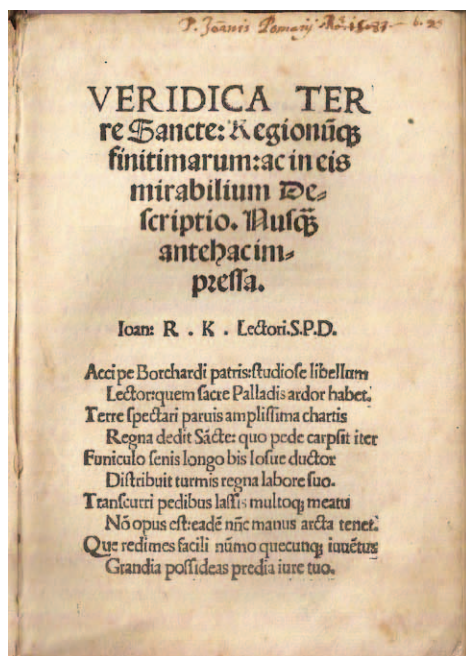 P. Joannis Pomarij
VERIDICA TER
re Sancte: Regionūq̃
finitimarum: ac in eis
mirabilium De⸗
scriptio. Nusq̃
antehac im⸗
pressa.
Ioan: R . K . Lectori.S.P.D.
Accipe Borchardi patris: studiose libellum
Lector: quem sacre Palladis ardor habet.
Terre spectari paruis amplissima chartis
Regna dedit Sācte: quo pede carpsit iter
Funiculo senis longo bis Iosue ductor
Distribuit turmis regna labore suo.
Transcurri pedibus lassis multoq; meatu
Nō opus est: eadē nūc manus arcta tenet.
Que redimes facili nūmo quecunq; iuuētus
Grandia possideas predia iure tuo.